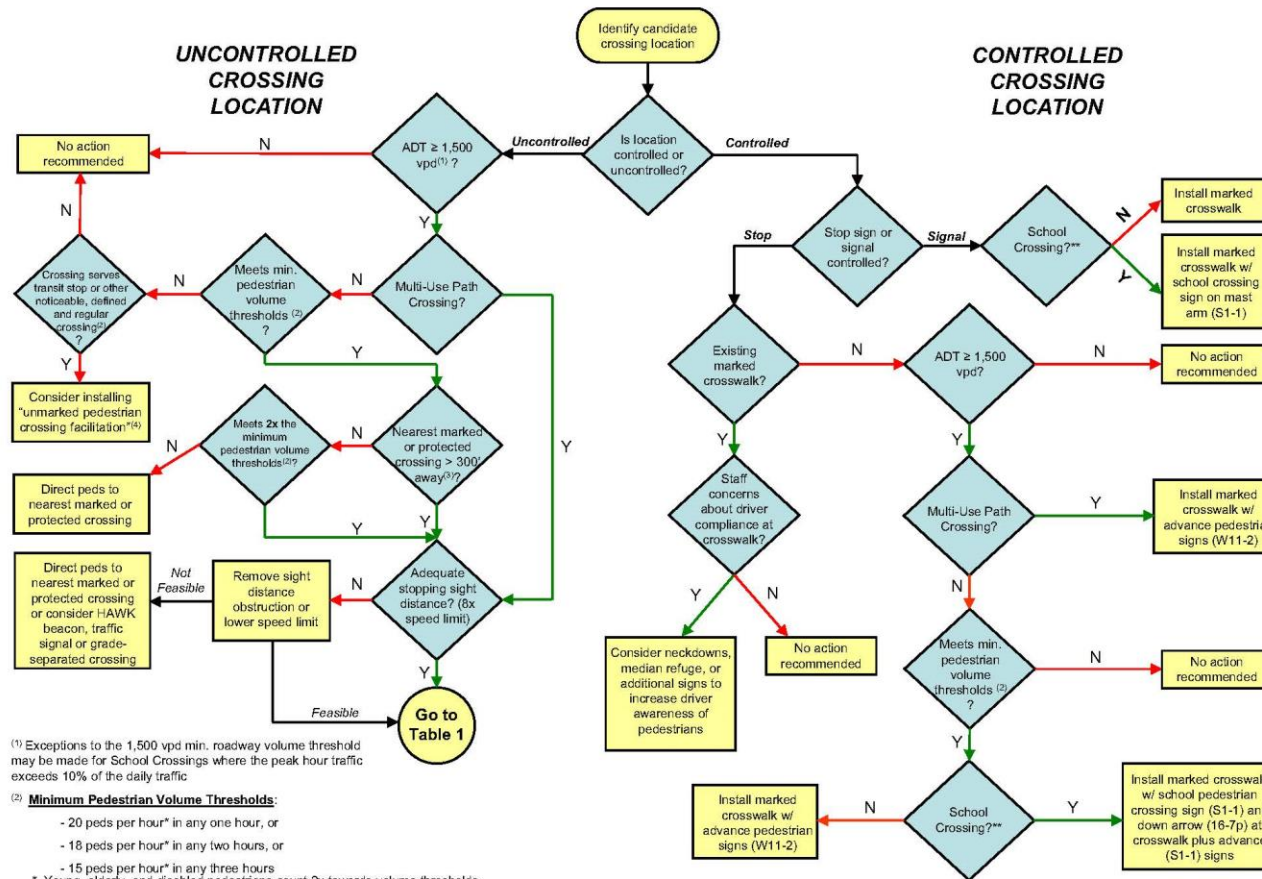 UNCONTROLLED
CROSSING
LOCATION
Identify candidate
crossing location
CONTROLLED
CROSSING
LOCATION
Is location
controlled or
uncontrolled?
Uncontrolled
Controlled
ADT ≥ 1,500
vpd(1) ?
N
No action
recommended
Y
Multi-Use Path
Crossing?
N
Y
Meets min.
pedestrian
volume
thresholds (2)
?
N
Y
Crossing serves
transit stop or other
noticeable, defined
and regular
crossing(2)
?
N
Y
Consider installing
"unmarked pedestrian
crossing facilitation"(4)
Nearest marked
or protected
crossing > 300'
away(3)?
N
Y
Meets 2x the
minimum
pedestrian volume
thresholds(2)?
N
Y
Direct peds to
nearest marked or
protected crossing
Adequate
stopping sight
distance? (8x
speed limit)
N
Y
Remove sight
distance
obstruction or
lower speed limit
Not
Feasible
Feasible
Direct peds to
nearest marked or
protected crossing
or consider HAWK
beacon, traffic
signal or grade-
separated crossing
Go to
Table 1
Stop sign or
signal
controlled?
Stop
Signal
School
Crossing?**
N
Y
Install marked
crosswalk
Install marked
crosswalk w/
school crossing
sign on mast
arm (S1-1)
Existing
marked
crosswalk?
N
Y
ADT ≥ 1,500
vpd?
N
Y
No action
recommended
Staff
concerns
about driver
compliance at
crosswalk?
Y
N
Consider neckdowns,
median refuge, or
additional signs to
increase driver
awareness of
pedestrians
No action
recommended
Multi-Use Path
Crossing?
Y
N
Install marked
crosswalk w/
advance pedestria
signs (W11-2)
Meets min.
pedestrian
volume
thresholds (2)
?
N
Y
No action
recommended
School
Crossing?**
N
Y
Install marked
crosswalk w/
advance pedestrian
signs (W11-2)
Install marked crosswal
w/ school pedestrian
crossing sign (S1-1) an
down arrow (16-7p) at
crosswalk plus advance
(S1-1) signs
(1) Exceptions to the 1,500 vpd min. roadway volume threshold
may be made for School Crossings where the peak hour traffic
exceeds 10% of the daily traffic
(2) Minimum Pedestrian Volume Thresholds:
- 20 peds per hour* in any one hour, or
- 18 peds per hour* in any two hours, or
- 15 peds per hour* in any three hours
* Young, elderly, and disabled pedestrians count 2x towards volume thresholds